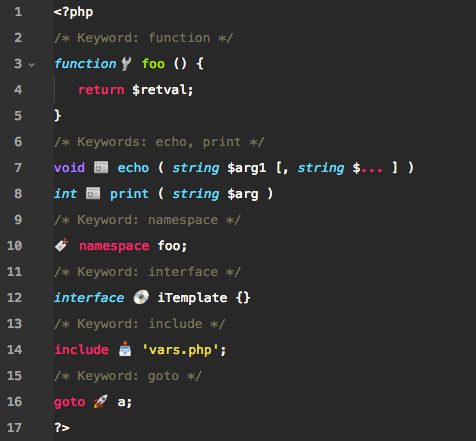 1 <?php
2 /* Keyword: function */
3 function🔧 foo () {
4 return $retval;
5 }
6 /* Keywords: echo, print */
7 void 📰 echo ( string $arg1 [, string $... ] )
8 int 📰 print ( string $arg )
9 /* Keyword: namespace */
10 🔖 namespace foo;
11 /* Keyword: interface */
12 interface 💿 iTemplate {}
13 /* Keyword: include */
14 include 📥 'vars.php';
15 /* Keyword: goto */
16 goto 🚀 a;
17 ?>